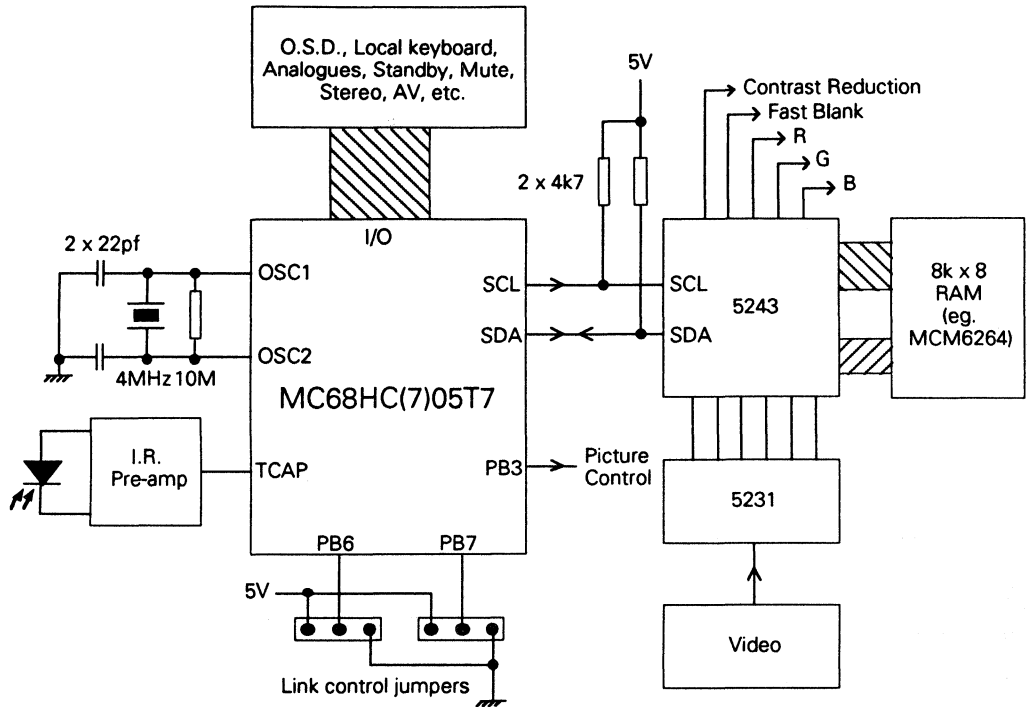 O.S.D., Local keyboard,
Analogues, Standby, Mute,
Stereo, AV, etc.
5V
Contrast Reduction
Fast Blank
R
G
B
2 x 4k7
2 x 22pf
I/O
OSC1
SCL
SCL
5243
8k x 8
RAM
(eg.
MCM6264)
SDA
SDA
OSC2
4MHz 10M
MC68HC(7)05T7
I.R.
Pre-amp
TCAP
PB3
Picture
Control
5231
PB6
PB7
5V
Video
Link control jumpers